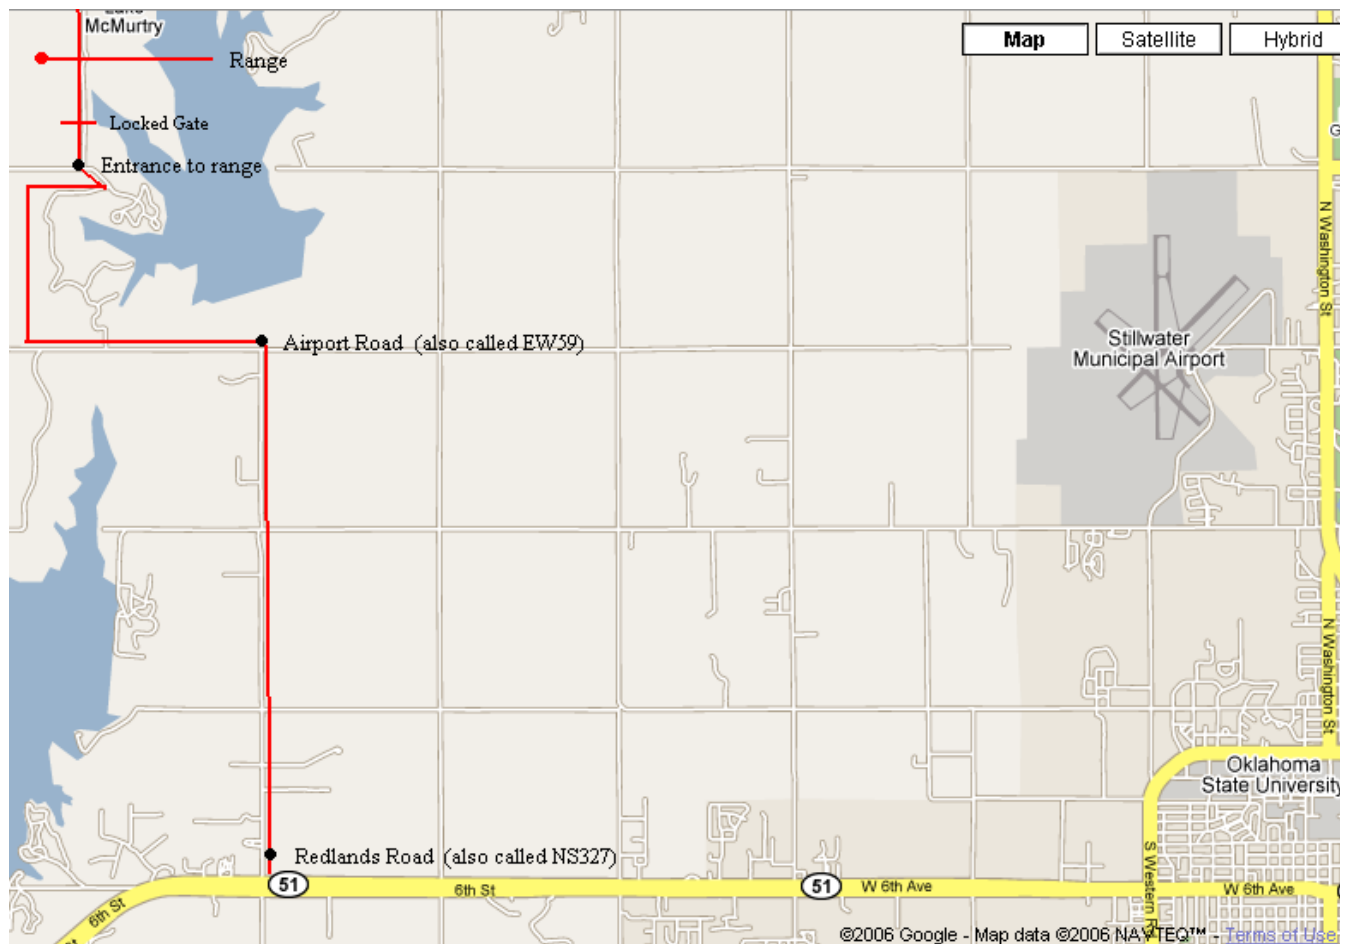 Lake
McMurtry
Map
Satellite
Hybrid
Range
Locked Gate
G
Entrance to range
N Washington St
Airport Road (also called EW59)
Stillwater
Municipal Airport
N Washington St
Oklahoma
State University
Redlands Road (also called NS327)
S Western Rd
51
6th St
51
W 6th Ave
W 6th Ave
6th St
St
©2006 Google - Map data ©2006 NAVTEQ™ - Terms of Use